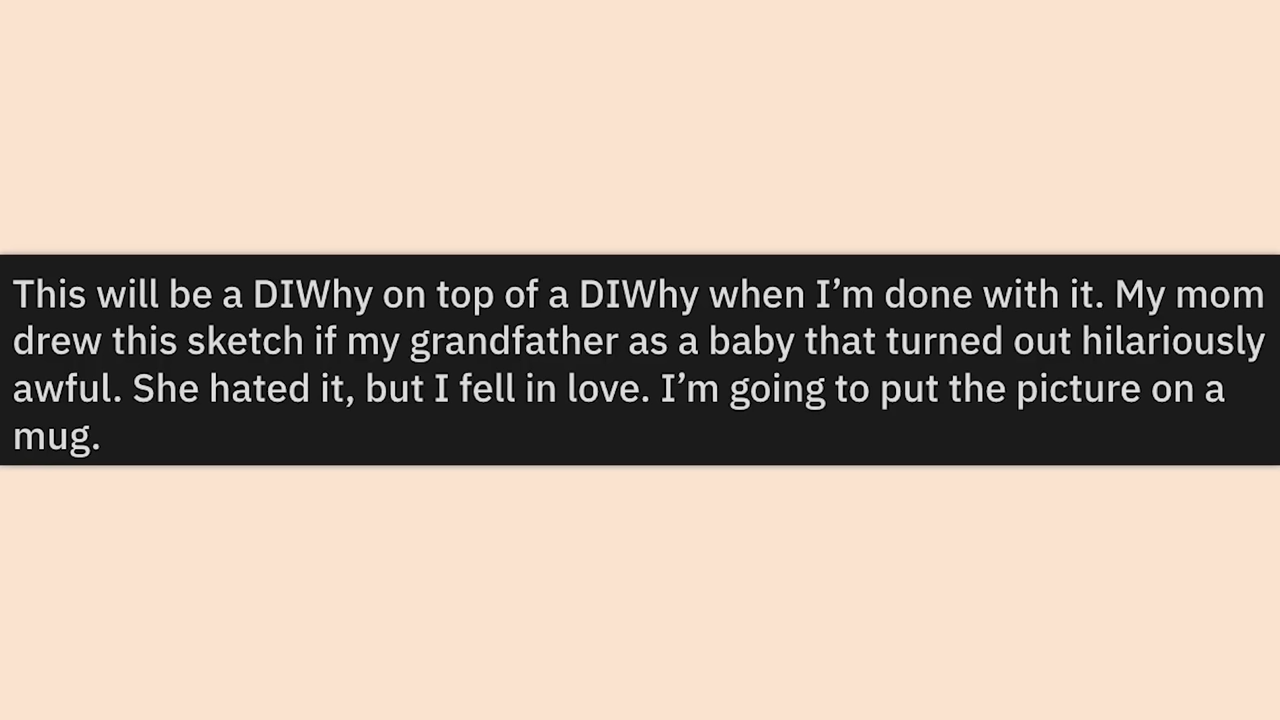 This will be a DIWhy on top of a DIWhy when I’m done with it. My mom
drew this sketch if my grandfather as a baby that turned out hilariously
awful. She hated it, but I fell in love. I’m going to put the picture on a
mug.